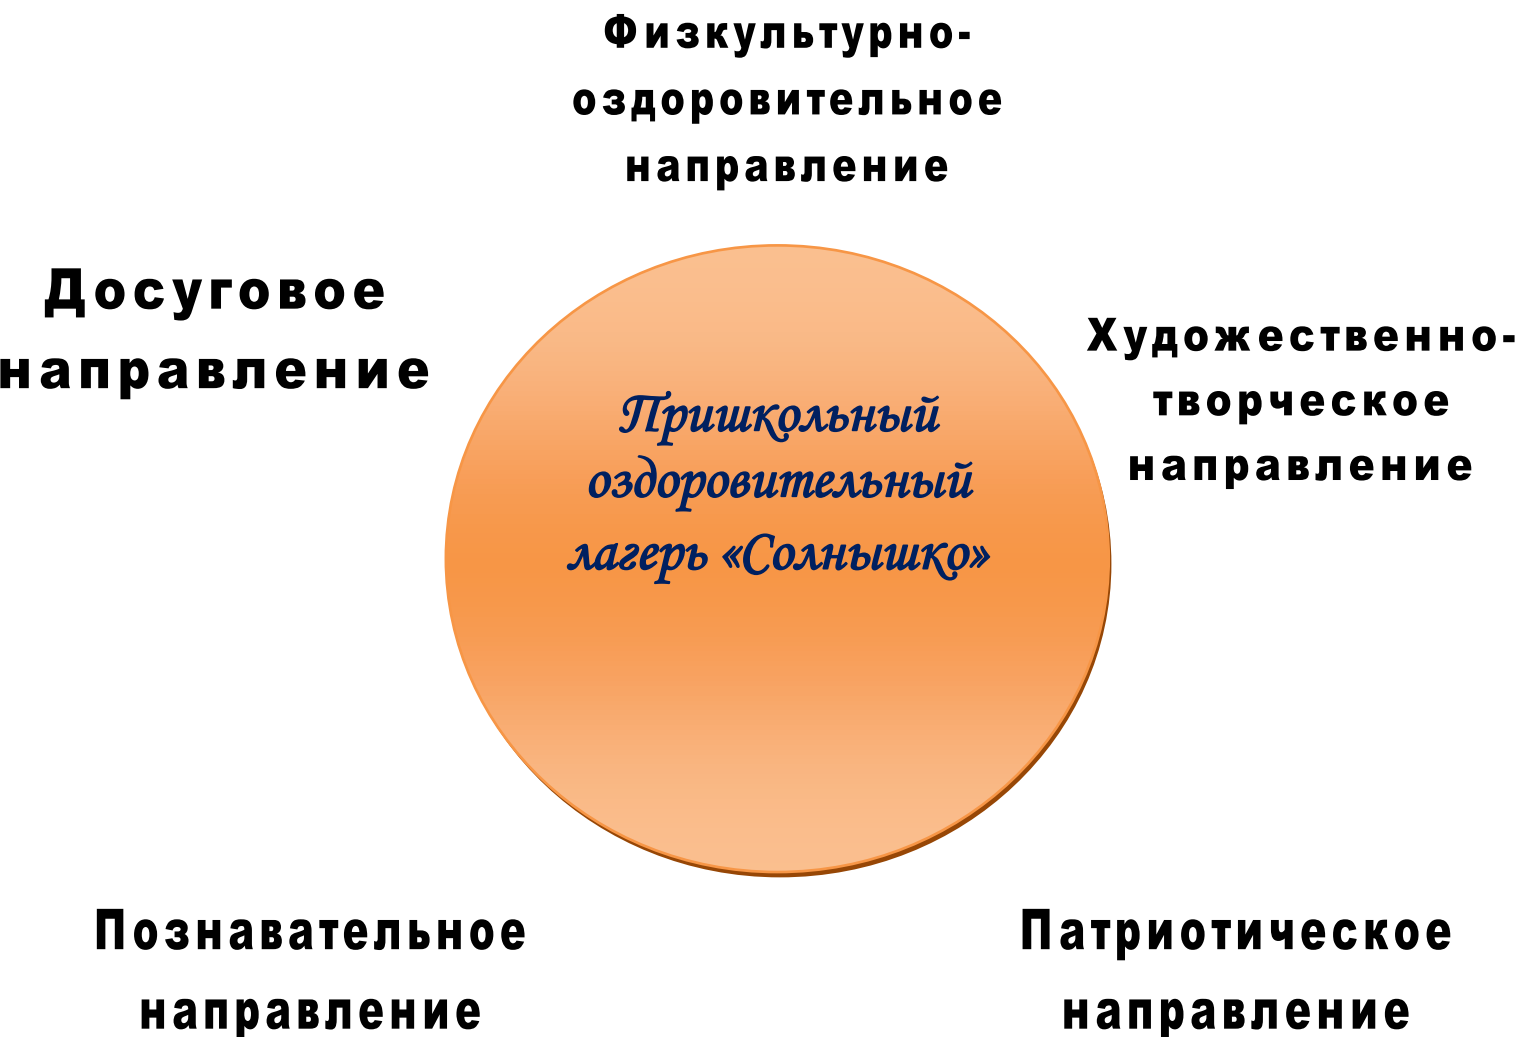 Физкультурно-
оздоровительное
направление
Досуговое
направление
Художественно-
творческое
направление
Пришкольный
оздоровительный
лагерь «Солнышко»
Познавательное
направление
Патриотическое
направление